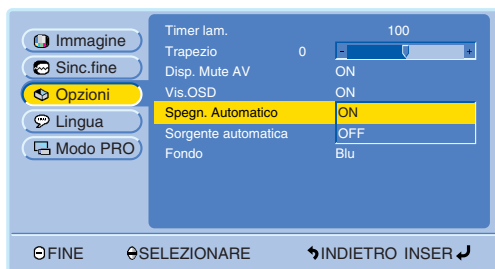 Immagine
Sinc.fine
Opzioni
Lingua
Modo PRO
Timer lam. 100
Trapezio 0 - +
Disp. Mute AV ON
Vis.OSD ON
Spegn. Automatico ON
Sorgente automatica OFF
Fondo Blu
FINE SELEZIONARE INDIETRO INSER